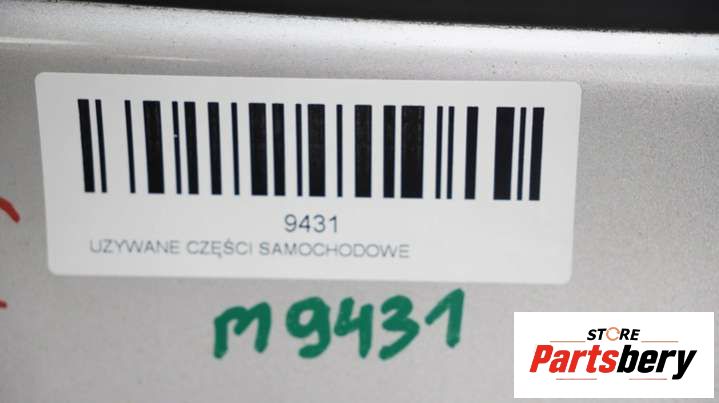 9431
UZYWANE CZĘŚCI SAMOCHODOWE
M9431
STORE
Partsbery